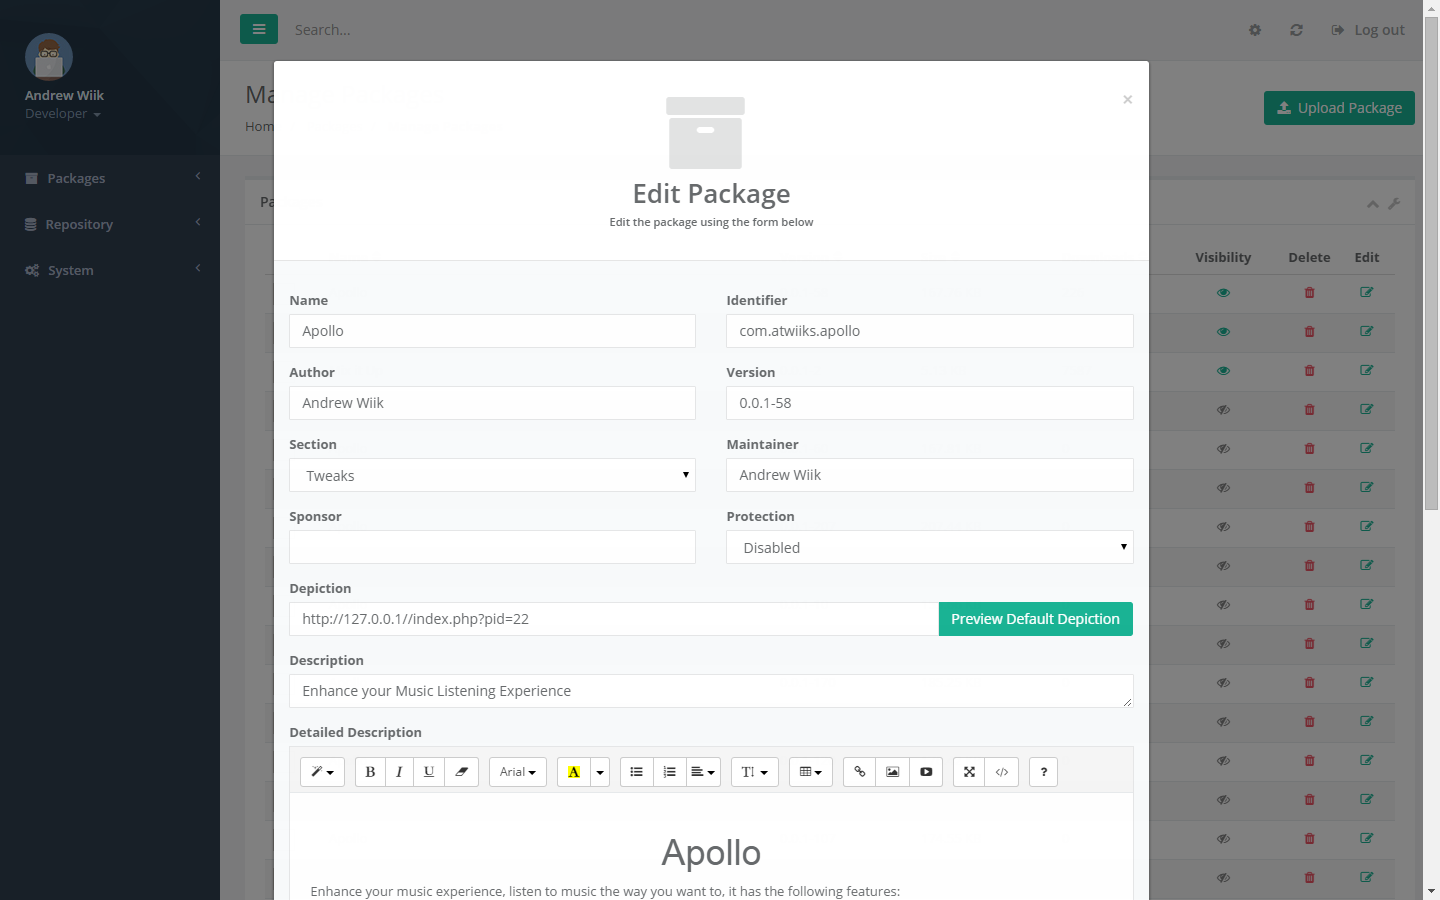 Search...
Log out
Andrew Wiik
Developer
Upload Package
×
Packages
Repository
System
Edit Package
Edit the package using the form below
Visibility Delete Edit
Name
Identifier
Apollo
com.atwiiks.apollo
Author
Version
Andrew Wiik
0.0.1-58
Section
Maintainer
Tweaks
Andrew Wiik
Sponsor
Protection
Disabled
Depiction
http://127.0.0.1//index.php?pid=22
Preview Default Depiction
Description
Enhance your Music Listening Experience
Detailed Description
B I U Arial A TI </> ?
Apollo
Enhance your music experience, listen to music the way you want to, it has the following features: